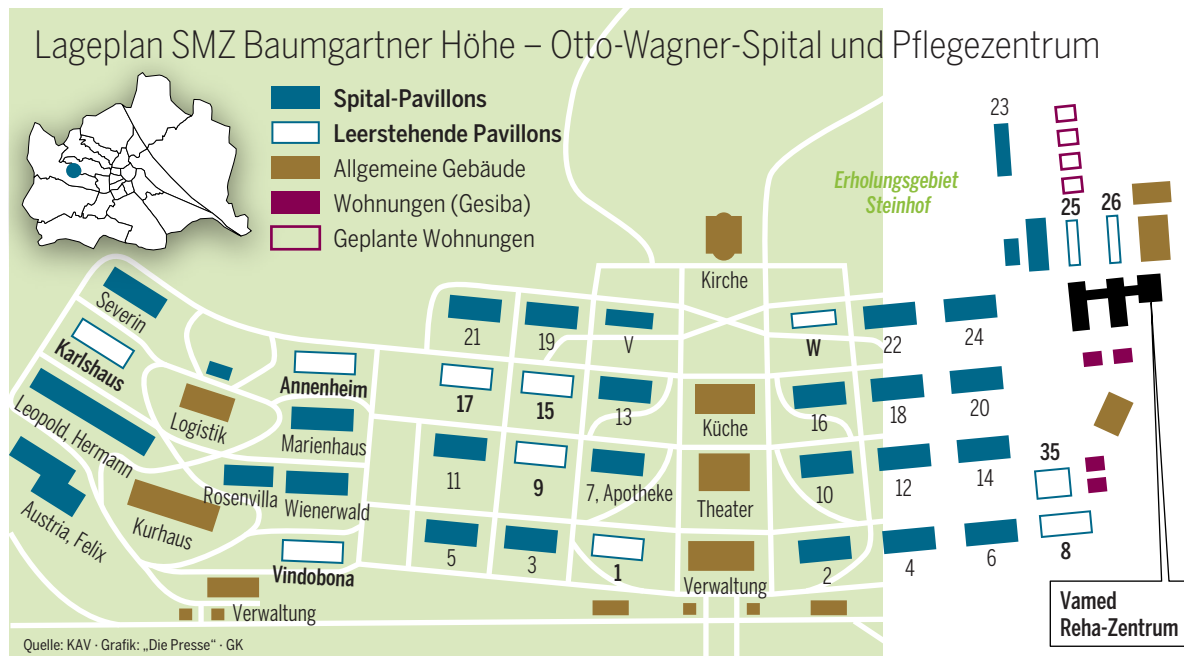 Lageplan SMZ Baumgartner Höhe – Otto-Wagner-Spital und Pflegezentrum
Spital-Pavillons
Leerstehende Pavillons
Allgemeine Gebäude
Wohnungen (Gesiba)
Geplante Wohnungen
Erholungsgebiet
Steinhof
23
25
26
Kirche
Severin
Karlshaus
Annenheim
21
19
V
W
22
24
Leopold, Hermann
Logistik
Marienhaus
17
15
13
Küche
16
18
20
Austria, Felix
Kurhaus
Rosenvilla
Wienerwald
11
9
7, Apotheke
Theater
10
12
14
35
Vindobona
5
3
1
Verwaltung
2
4
6
8
Verwaltung
Vamed
Reha-Zentrum
Quelle: KAV · Grafik: „Die Presse“ · GK